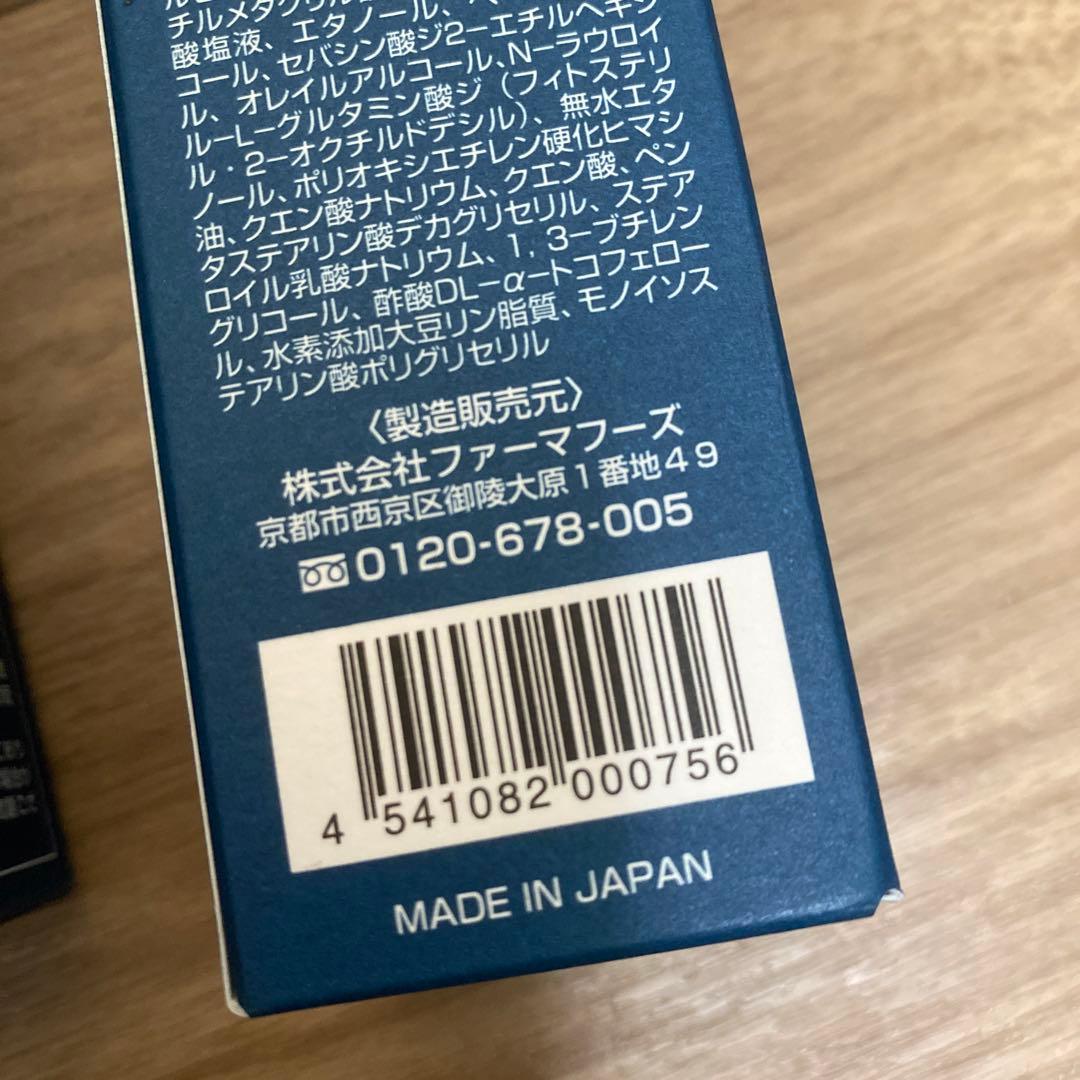 チルメタクリル
酸塩液、エタノール、
コール、セバシン酸ジ2-エチルヘキシ
ル、オレイルアルコール、N-ラウロイ
ル-L-グルタミン酸ジ(フィトステリ
ル・2-オクチルドデシル)、無水エタ
ノール、ポリオキシエチレン硬化ヒマシ
油、クエン酸ナトリウム、クエン酸、ペン
タステアリン酸デカグリセリル、ステア
ロイル乳酸ナトリウム、1,3-ブチレン
グリコール、酢酸DL-α-トコフェロー
ル、水素添加大豆リン脂質、モノイソス
テアリン酸ポリグリセリル
〈製造販売元〉
株式会社ファーマフーズ
京都市西京区御陵大原1番地49
0120-678-005
4 541082 000756
MADE IN JAPAN